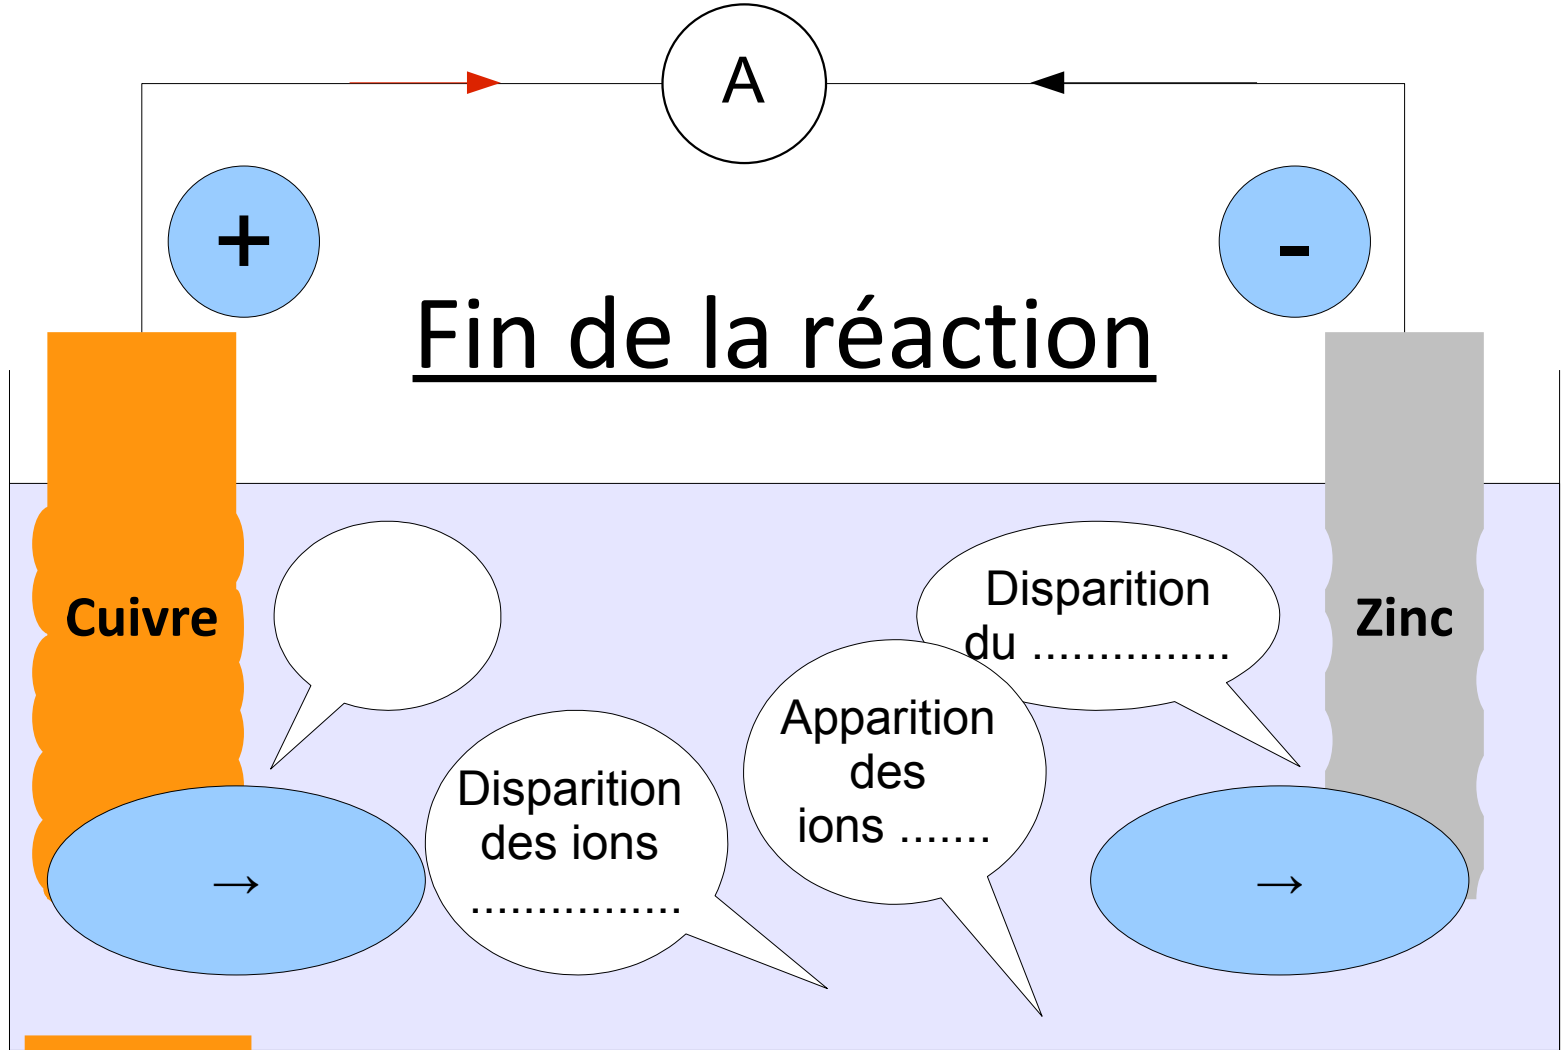 A
+
-
Fin de la réaction
Cuivre
Zinc
Disparition
du ...............
Apparition
des
ions .......
Disparition
des ions
................
→
→